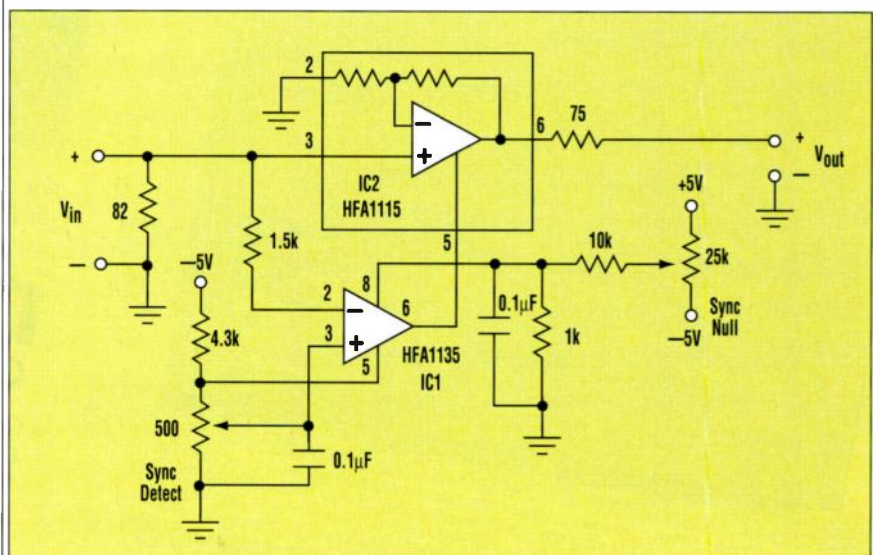 2
75
6
+
Vout
−
3
−
+
+
Vin
−
82
IC2
HFA1115
5
+5V
10k
25k
Sync
Null
—5V
1.5k
—5V
8
2
−
6
3
+
HFA1135
5
IC1
0.1µF
1k
4.3k
500
Sync
Detect
0.1µF